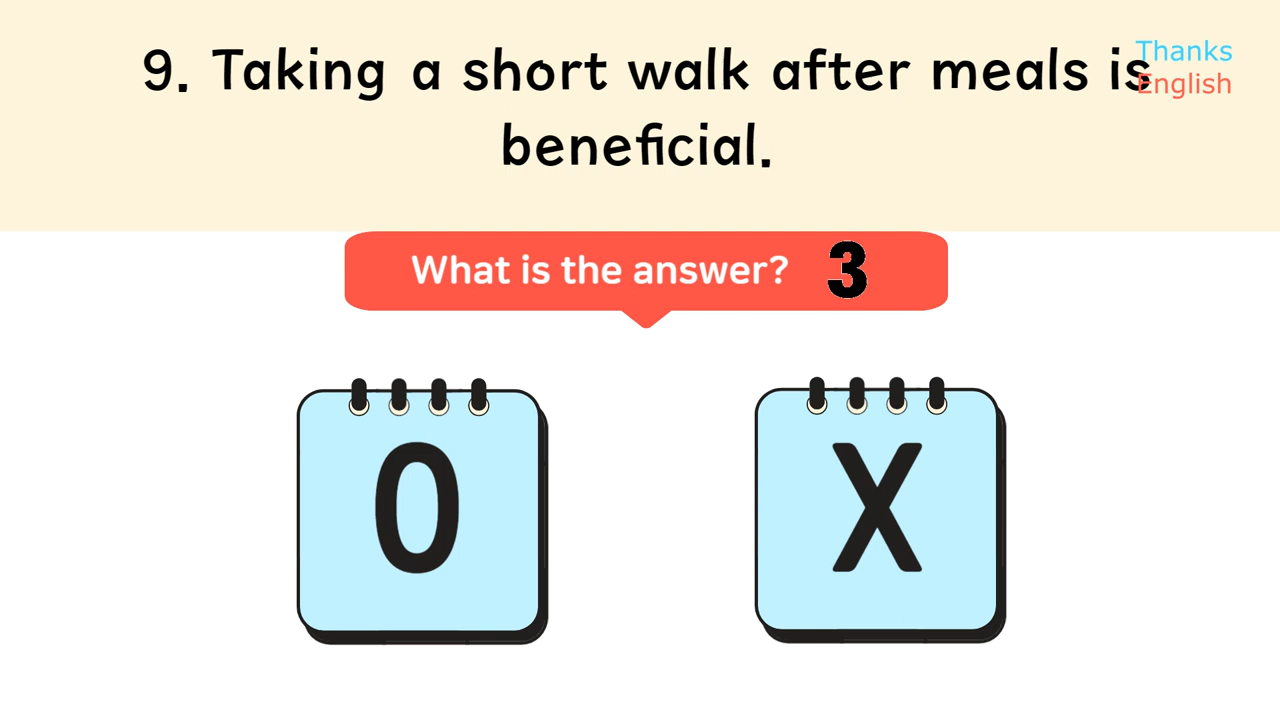 9. Taking a short walk after meals is
beneficial.
Thanks
English
What is the answer? 3
O X